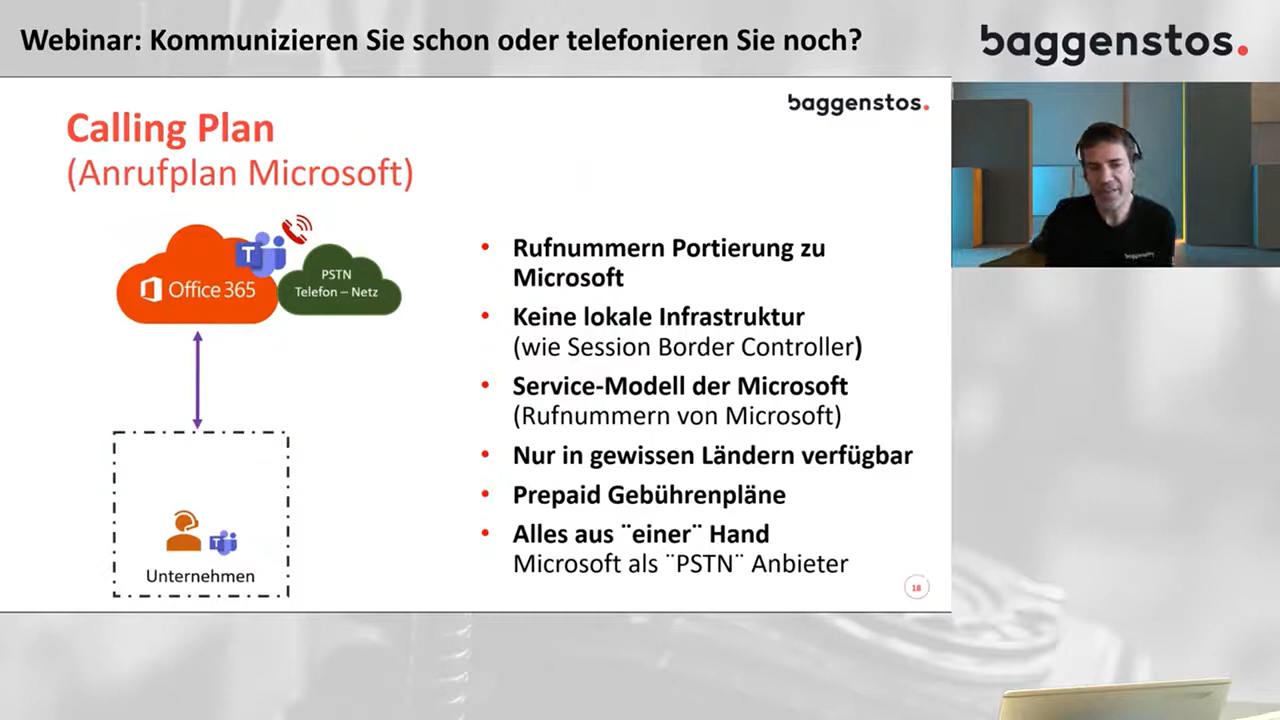 Webinar: Kommunizieren Sie schon oder telefonieren Sie noch?
baggenstos.
baggenstos.
Calling Plan
(Anrufplan Microsoft)
T
Office 365
PSTN
Telefon – Netz
Unternehmen
• Rufnummern Portierung zu
Microsoft
• Keine lokale Infrastruktur
(wie Session Border Controller)
• Service-Modell der Microsoft
(Rufnummern von Microsoft)
• Nur in gewissen Ländern verfügbar
• Prepaid Gebührenpläne
• Alles aus ¨einer¨ Hand
Microsoft als ¨PSTN¨ Anbieter
18
baggenstos